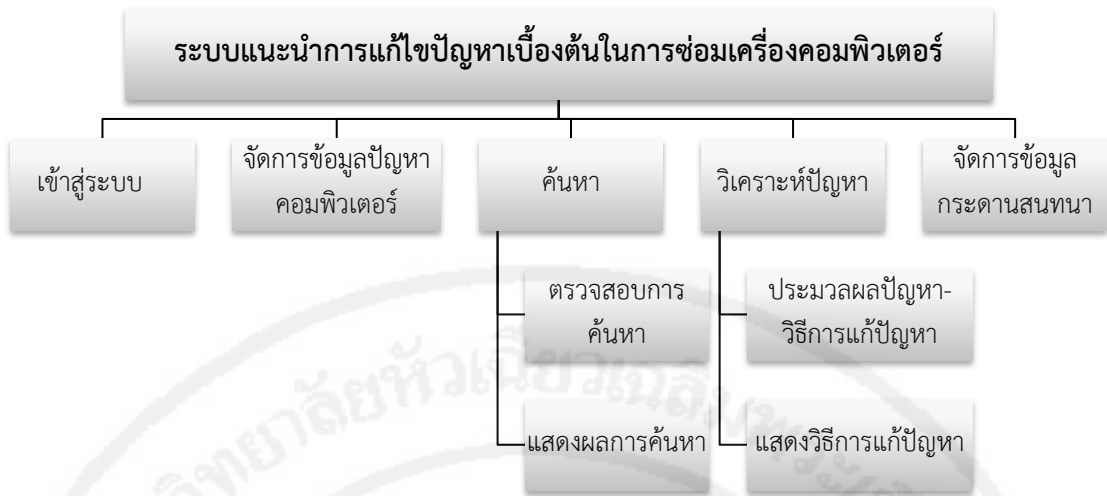 ระบบแนะนำการแก้ไขปัญหาเบื้องต้นในการซ่อมเครื่องคอมพิวเตอร์
เข้าสู่ระบบ
จัดการข้อมูลปัญหา
คอมพิวเตอร์
ค้นหา
วิเคราะห์ปัญหา
จัดการข้อมูล
กระดานสนทนา
ตรวจสอบการ
ค้นหา
ประมวลผลปัญหา-
วิธีการแก้ปัญหา
แสดงผลการค้นหา
แสดงวิธีการแก้ปัญหา